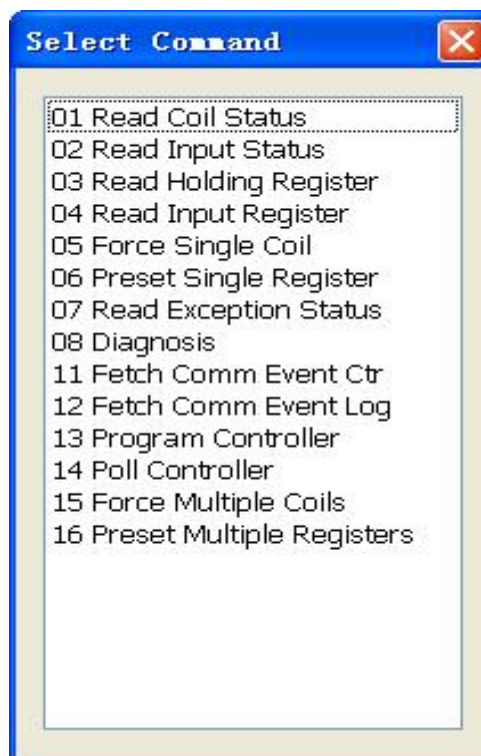 Select Command
01 Read Coil Status
02 Read Input Status
03 Read Holding Register
04 Read Input Register
05 Force Single Coil
06 Preset Single Register
07 Read Exception Status
08 Diagnosis
11 Fetch Comm Event Ctr
12 Fetch Comm Event Log
13 Program Controller
14 Poll Controller
15 Force Multiple Coils
16 Preset Multiple Registers